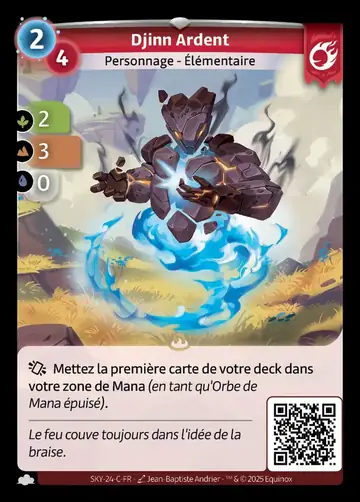 2
Djinn Ardent
4
Personnage - Élémentaire
2
3
0
Mettez la première carte de votre deck dans
votre zone de Mana (en tant qu'Orbe de
Mana épuisé).
Le feu couve toujours dans l'idée de la
braise.
SKY-24-C-FR - Jean-Baptiste Andrier - ™ & © 2025 Equinox